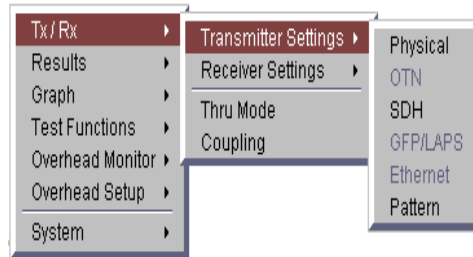 Tx / Rx
Results
Graph
Test Functions
Overhead Monitor
Overhead Setup
System
Transmitter Settings
Receiver Settings
Thru Mode
Coupling
Physical
OTN
SDH
GFP/LAPS
Ethernet
Pattern